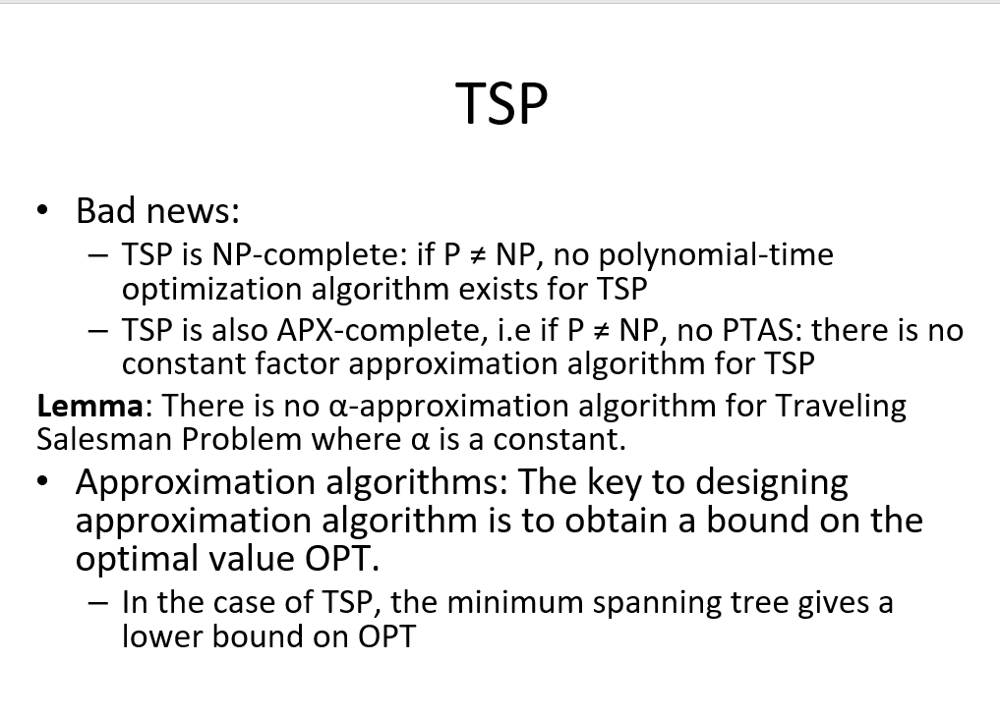 TSP
• Bad news:
– TSP is NP-complete: if P ≠ NP, no polynomial-time
optimization algorithm exists for TSP
– TSP is also APX-complete, i.e if P ≠ NP, no PTAS: there is no
constant factor approximation algorithm for TSP
Lemma: There is no α-approximation algorithm for Traveling
Salesman Problem where α is a constant.
• Approximation algorithms: The key to designing
approximation algorithm is to obtain a bound on the
optimal value OPT.
– In the case of TSP, the minimum spanning tree gives a
lower bound on OPT